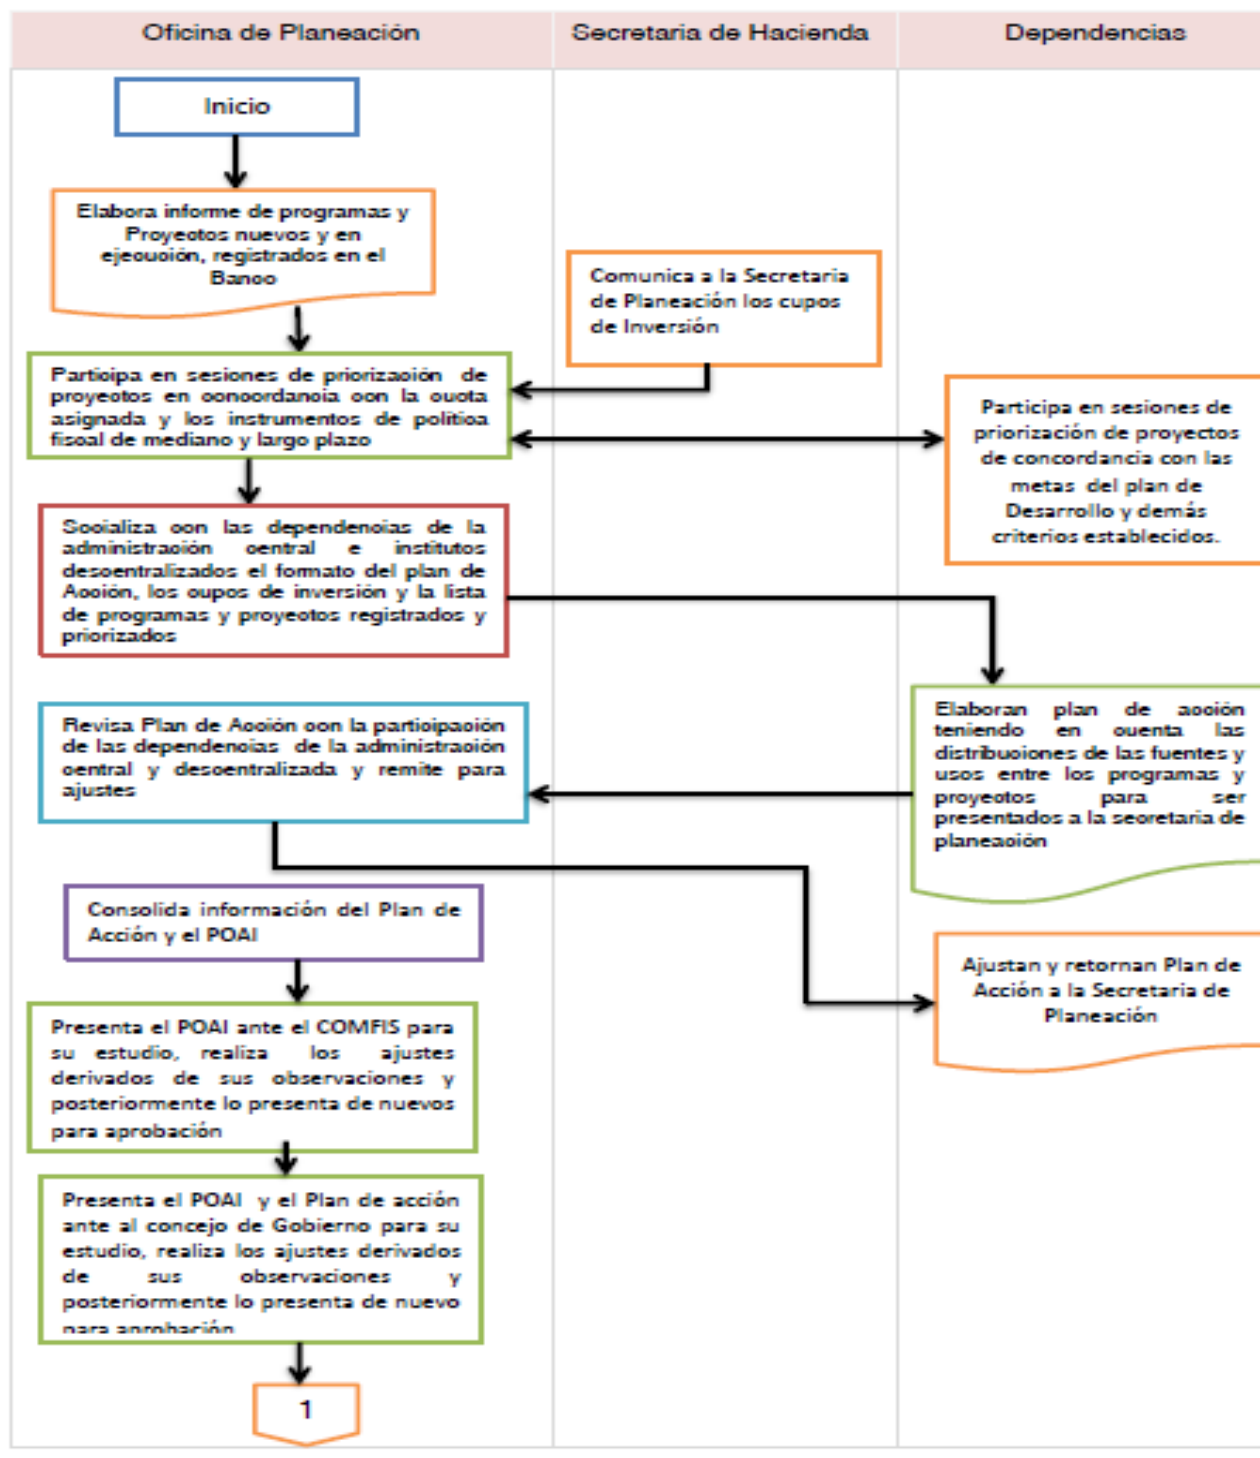 Oficina de Planeación
Secretaria de Hacienda
Dependencias
Inicio
Elabora informe de programas y
Proyectos nuevos y en
ejecución, registrados en el
Banco
Comunica a la Secretaria
de Planeación los cupos
de Inversión
Participa en sesiones de priorización de
proyectos en concordancia con la cuota
asignada y los instrumentos de política
fiscal de mediano y largo plazo
Participa en sesiones de
priorización de proyectos
de concordancia con las
metas del plan de
Desarrollo y demás
criterios establecidos.
Socializa con las dependencias de la
administración central e institutos
descentralizados el formato del plan de
Acción, los cupos de inversión y la lista
de programas y proyectos registrados y
priorizados
Elaboran plan de acción
teniendo en cuenta las
distribuciones de las fuentes y
usos entre los programas y
proyectos para ser
presentados a la secretaria de
planeación
Revisa Plan de Acción con la participación
de las dependencias de la administración
central y descentralizada y remite para
ajustes
Consolida información del Plan de
Acción y el POAI
Ajustan y retornan Plan de
Acción a la Secretaria de
Planeación
Presenta el POAI ante el COMFIS para
su estudio, realiza los ajustes
derivados de sus observaciones y
posteriormente lo presenta de nuevos
para aprobación
Presenta el POAI y el Plan de acción
ante al concejo de Gobierno para su
estudio, realiza los ajustes derivados
de sus observaciones y
posteriormente lo presenta de nuevo
para aprobación
1